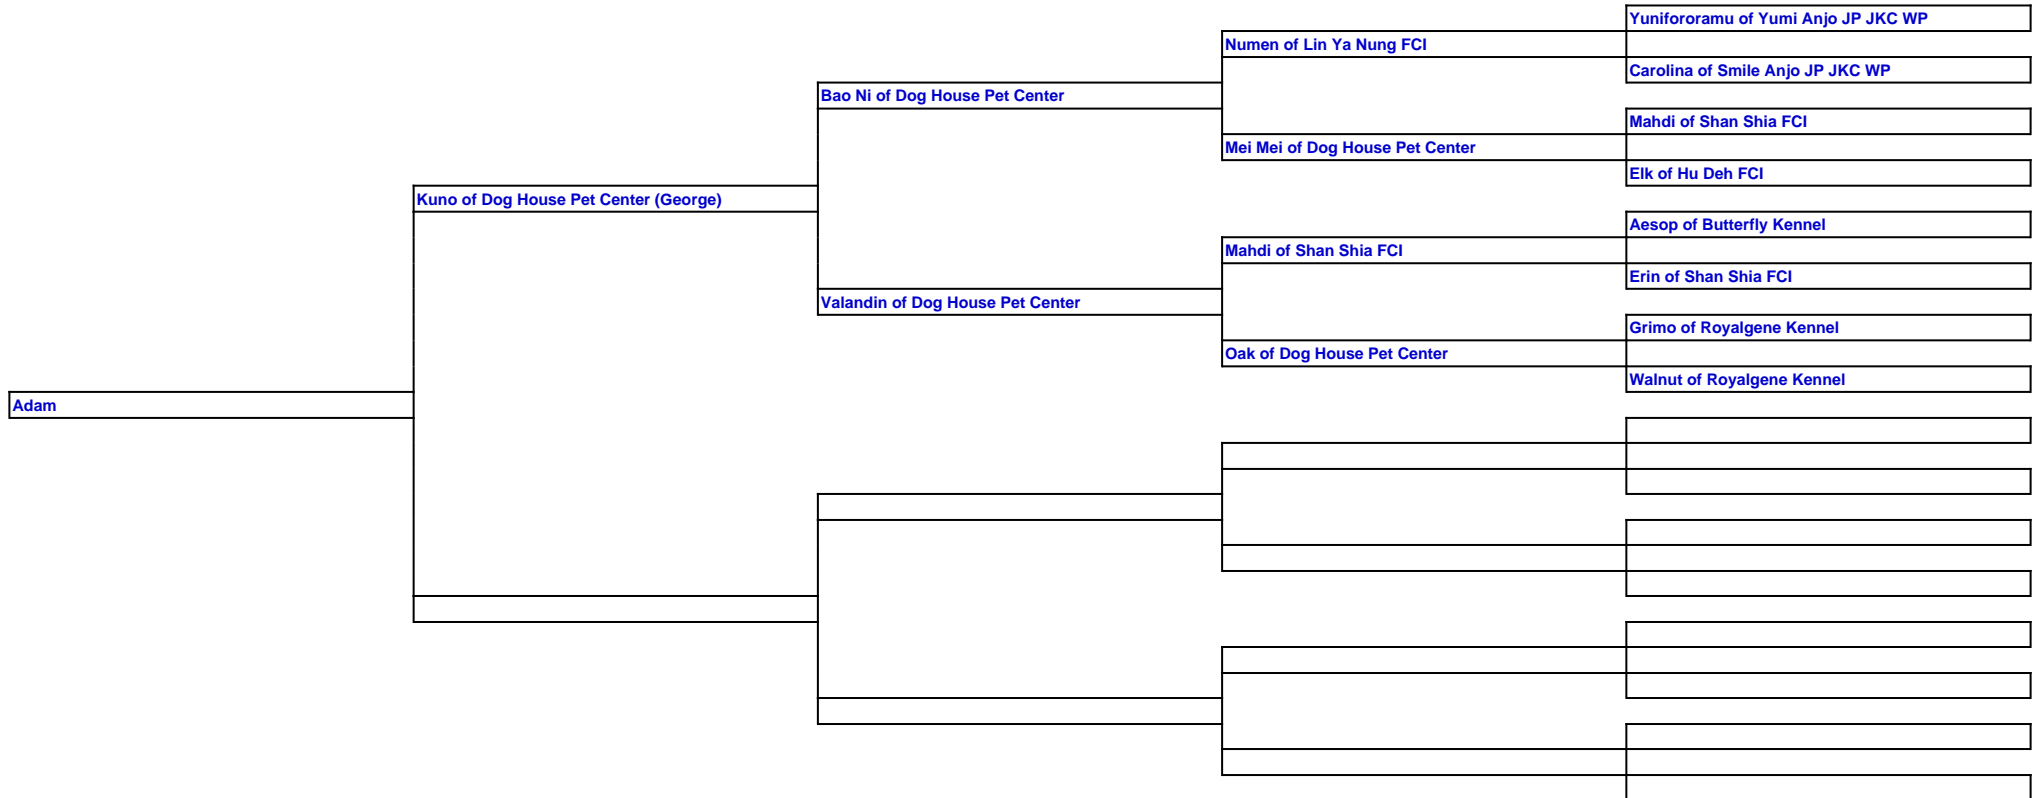 Yunifororamu of Yumi Anjo JP JKC WP
Numen of Lin Ya Nung FCI
Carolina of Smile Anjo JP JKC WP
Bao Ni of Dog House Pet Center
Mahdi of Shan Shia FCI
Mei Mei of Dog House Pet Center
Elk of Hu Deh FCI
Kuno of Dog House Pet Center (George)
Aesop of Butterfly Kennel
Mahdi of Shan Shia FCI
Erin of Shan Shia FCI
Valandin of Dog House Pet Center
Grimo of Royalgene Kennel
Oak of Dog House Pet Center
Walnut of Royalgene Kennel
Adam